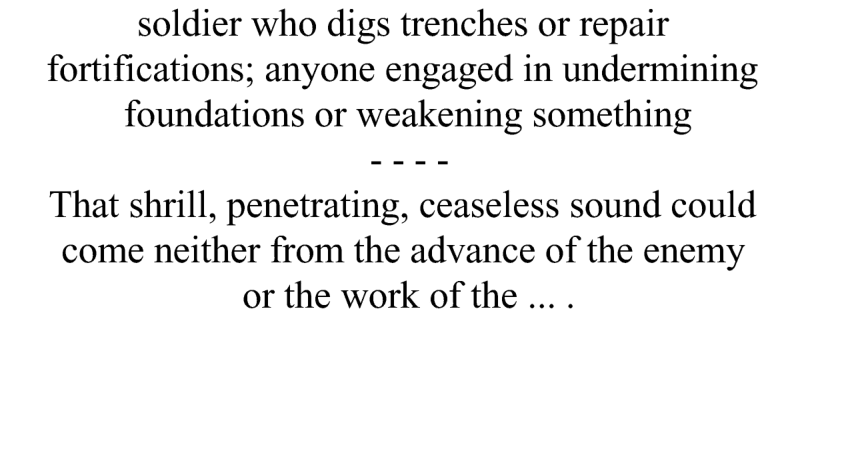 soldier who digs trenches or repair
fortifications; anyone engaged in undermining
foundations or weakening something
- - - -
That shrill, penetrating, ceaseless sound could
come neither from the advance of the enemy
or the work of the ... .